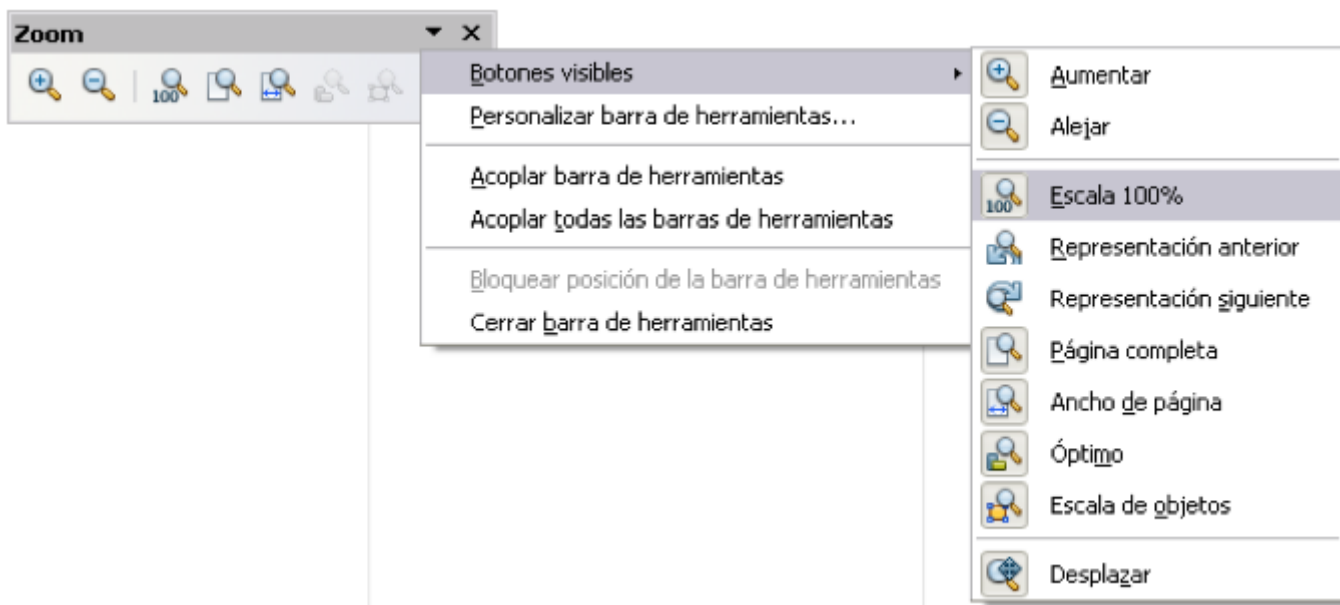 Zoom
100
Botones visibles
Personalizar barra de herramientas...
Acoplar barra de herramientas
Acoplar todas las barras de herramientas
Bloquear posición de la barra de herramientas
Cerrar barra de herramientas
Aumentar
Alejar
100
Escala 100%
Representación anterior
Representación siguiente
Página completa
Ancho de página
Óptimo
Escala de objetos
Desplazar